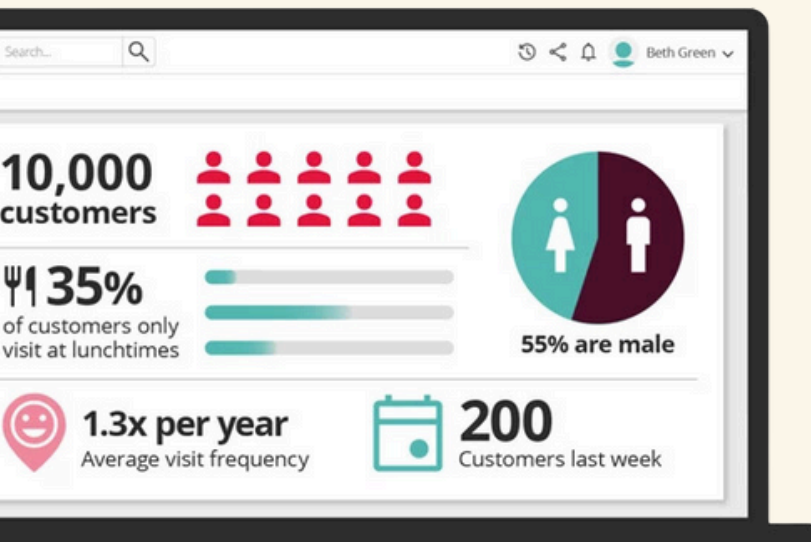 Search...
Beth Green
10,000
customers
35%
of customers only
visit at lunchtimes
55% are male
1.3x per year
Average visit frequency
200
Customers last week